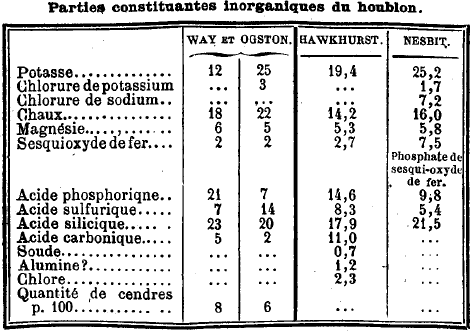 Parties constituantes inorganiques du houblon.
WAY ET OGSTON. HAWKHURST. NESBIT.
Potasse.............. 12 25 19,4 25,2
Chlorure de potassium ... 3 1,7
Chlorure de sodium.. ... ... 7,2
Chaux............... 18 22 14,2 16,0
Magnésie....,...... 6 5 5,3 5,8
Sesquioxyde de fer.... 2 2 2,7 7,5
Phosphate de
sesqui-oxyde
de fer.
Acide phosphorique.. 21 7 14,6 9,8
Acide sulfurique..... 7 14 8,3 5,4
Acide silicique...... 23 20 17,9 21,5
Acide carbonique..... 5 2 11,0 ...
Soude.............. ... ... 0,7 ...
Alumine?........... ... ... 1,2 ...
Chlore.............. ... ... 2,3 ...
Quantité de cendres
p. 100........... 8 6 ... ...